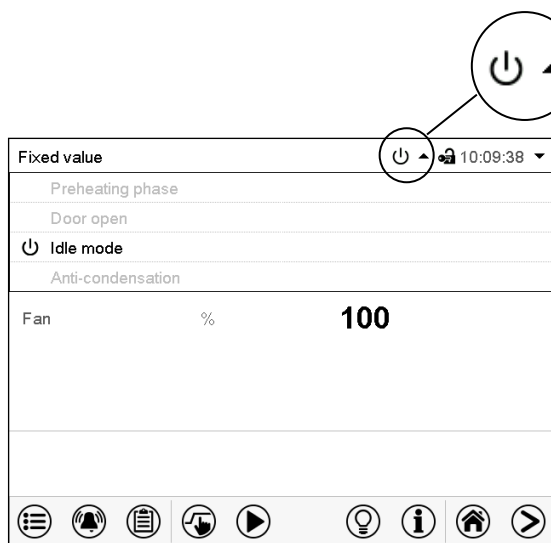 Fixed value 10:09:38
Preheating phase
Door open
Idle mode
Anti-condensation
Fan % 100